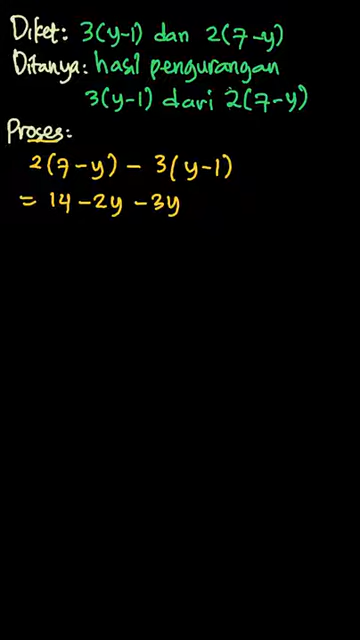 Diket: 3(y-1) dan 2(7-y)
Ditanya: hasil pengurangan
3(y-1) dari 2(7-y)
Proses:
2(7-y) - 3(y-1)
= 14 - 2y - 3y